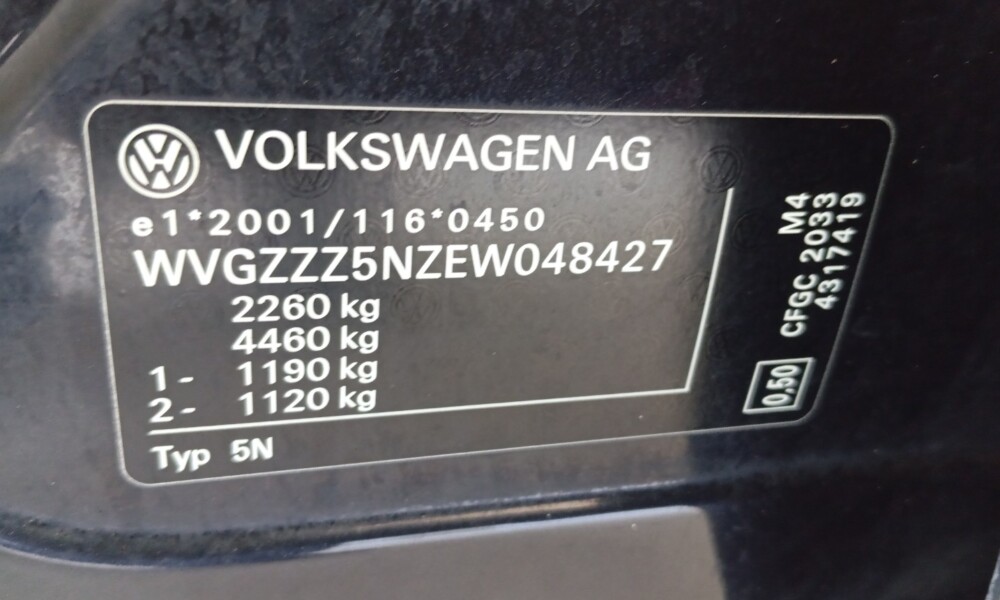 VOLKSWAGEN AG
e1*2001/116*0450
WVGZZZ5NZEW048427
2260 kg
4460 kg
1- 1190 kg
2- 1120 kg
Typ 5N
M4
CFGC 2033
4317419
0,50